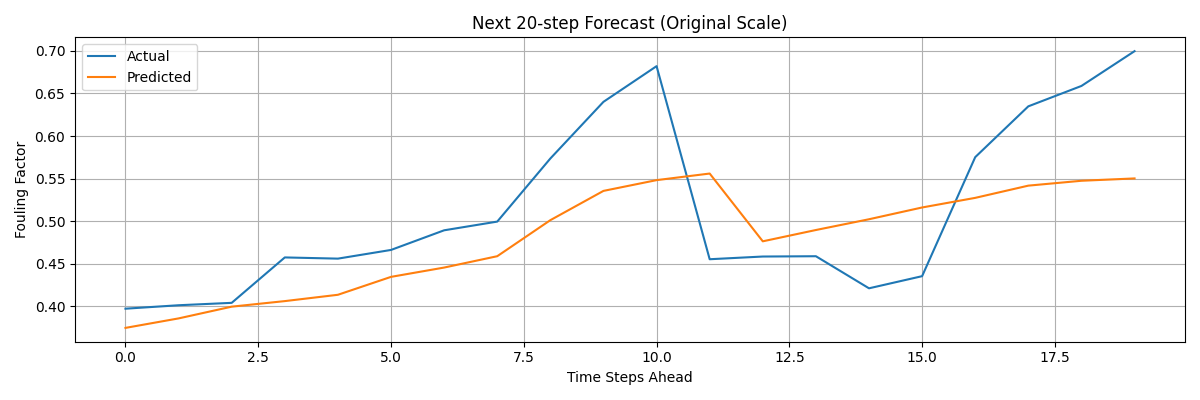 Next 20-step Forecast (Original Scale)
Actual
Predicted
Fouling Factor
0.70
0.65
0.60
0.55
0.50
0.45
0.40
0.0 2.5 5.0 7.5 10.0 12.5 15.0 17.5
Time Steps Ahead